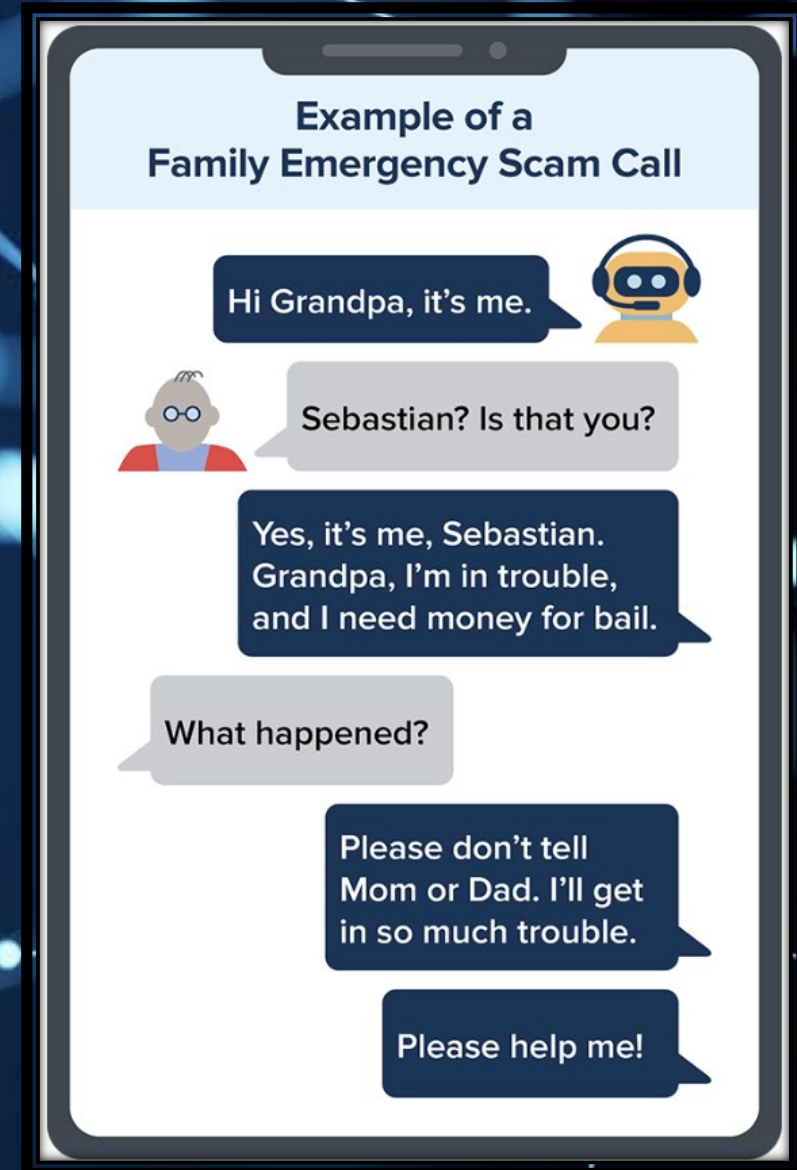 Example of a
Family Emergency Scam Call
Hi Grandpa, it's me.
Sebastian? Is that you?
Yes, it's me, Sebastian.
Grandpa, I'm in trouble,
and I need money for bail.
What happened?
Please don't tell
Mom or Dad. I'll get
in so much trouble.
Please help me!